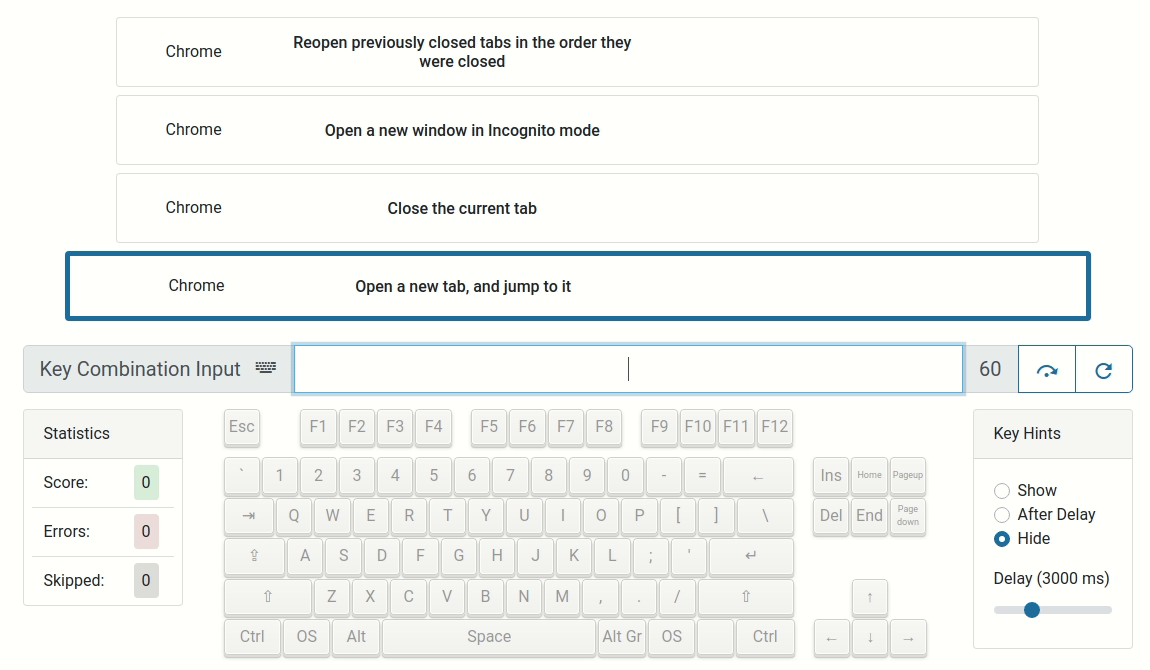 Chrome
Reopen previously closed tabs in the order they
were closed
Chrome
Open a new window in Incognito mode
Chrome
Close the current tab
Chrome
Open a new tab, and jump to it
Key Combination Input
60
Statistics
Score: 0
Errors: 0
Skipped: 0
Esc F1 F2 F3 F4 F5 F6 F7 F8 F9 F10 F11 F12
` 1 2 3 4 5 6 7 8 9 0 - = ← Ins Home Pageup
⇥ Q W E R T Y U I O P [ ] \ Del End Page down
⇪ A S D F G H J K L ; ' ↵
⇧ Z X C V B N M , . / ⇧ ↑
Ctrl OS Alt Space Alt Gr OS Ctrl ← ↓ →
Key Hints
Show
After Delay
Hide
Delay (3000 ms)